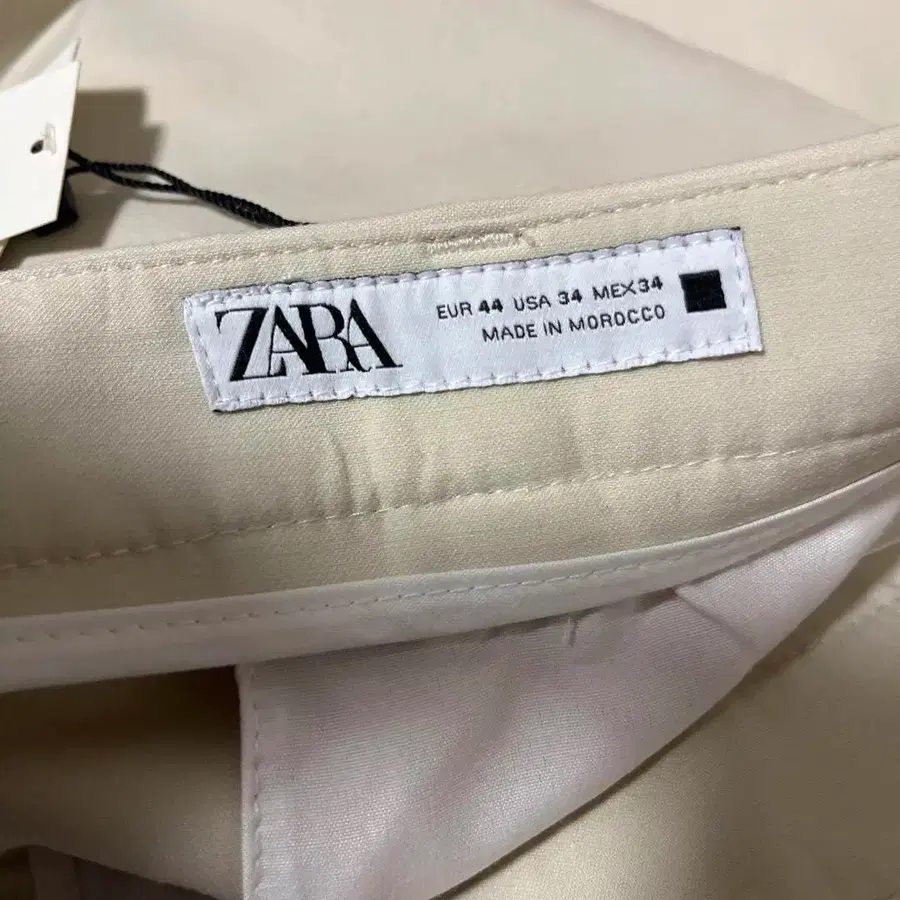 ZARA
EUR 44 USA 34 MEX 34
MADE IN MOROCCO